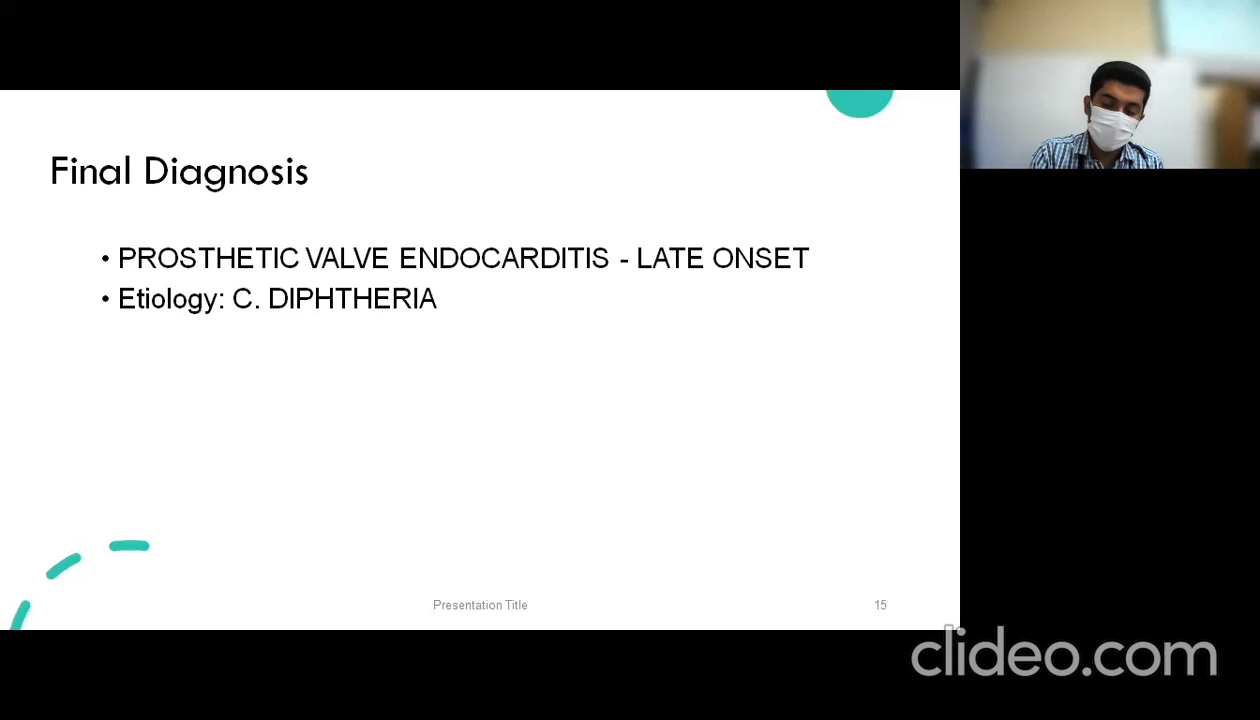 Final Diagnosis
• PROSTHETIC VALVE ENDOCARDITIS - LATE ONSET
• Etiology: C. DIPHTHERIA
Presentation Title
15
clideo.com